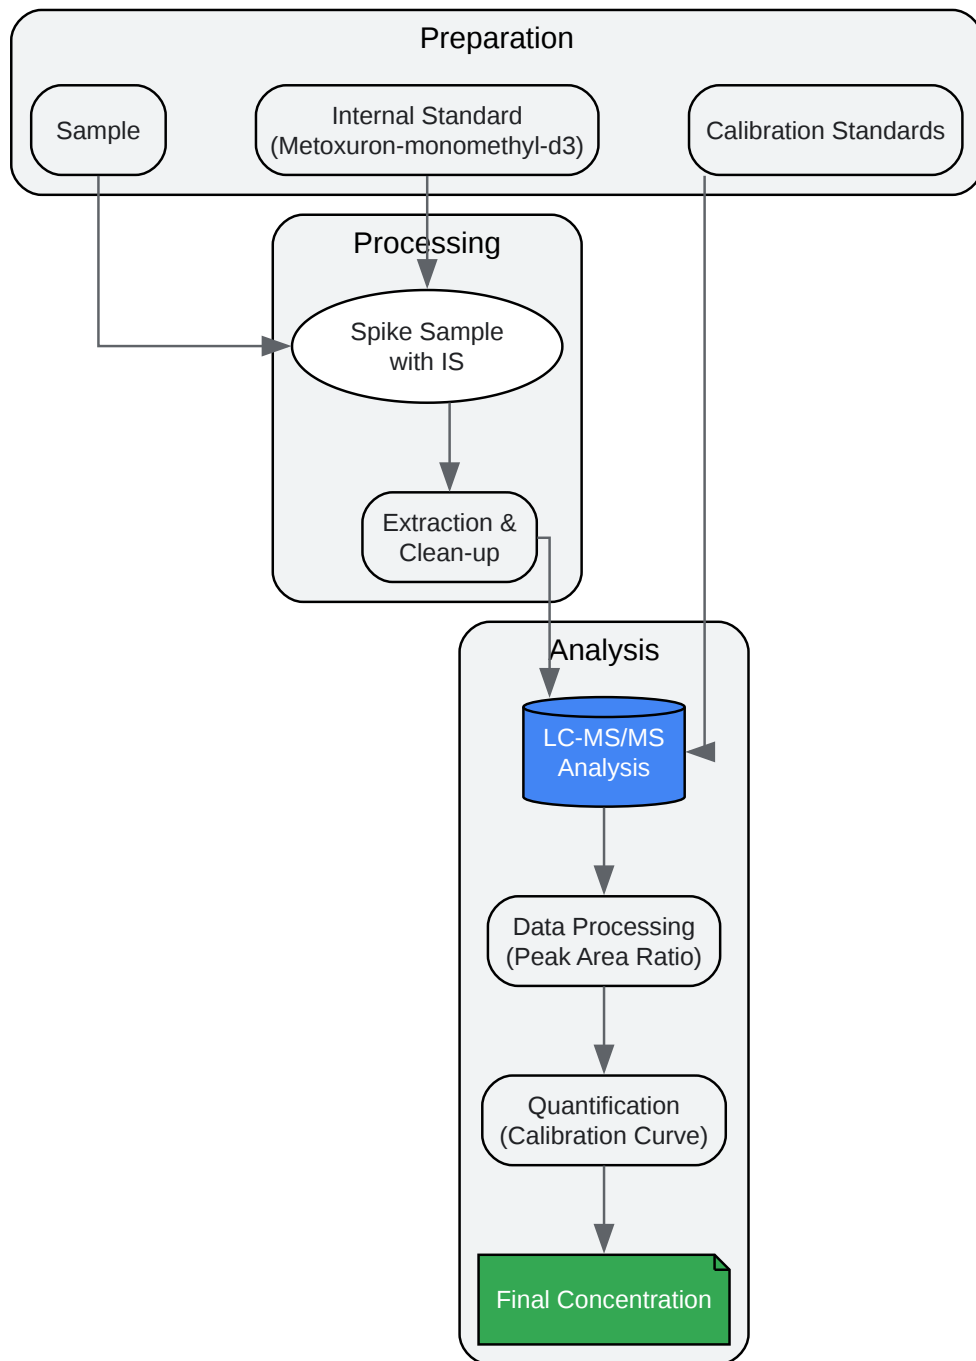 Preparation
Sample
Internal Standard
(Metoxuron-monomethyl-d3)
Calibration Standards
Processing
Spike Sample
with IS
Extraction &
Clean-up
Analysis
LC-MS/MS
Analysis
Data Processing
(Peak Area Ratio)
Quantification
(Calibration Curve)
Final Concentration